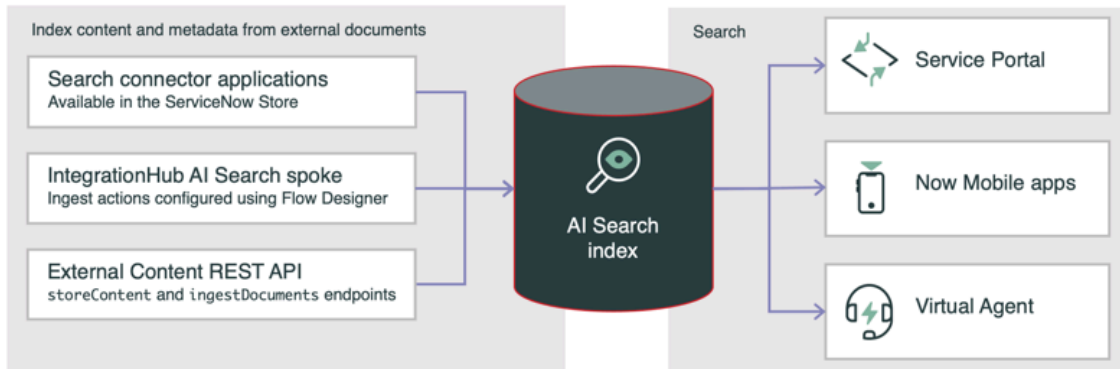 Index content and metadata from external documents
Search connector applications
Available in the ServiceNow Store
IntegrationHub AI Search spoke
Ingest actions configured using Flow Designer
External Content REST API
storeContent and ingestDocuments endpoints
AI Search
index
Search
Service Portal
Now Mobile apps
Virtual Agent